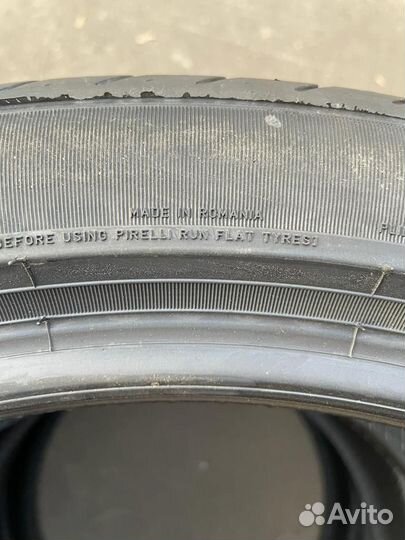 MADE IN ROMANIA
BEFORE USING PIRELLI RUN FLAT TYRES!
Avito